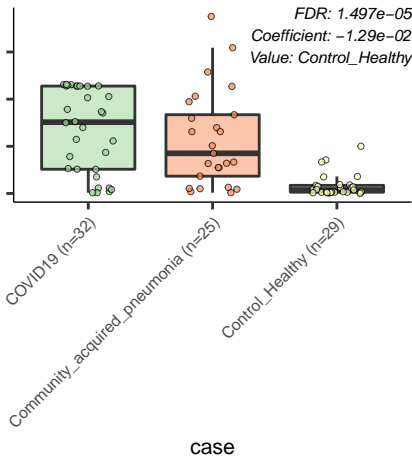 FDR: 1.497e−05
Coefficient: −1.29e−02
Value: Control_Healthy
COVID19 (n=32)
Community_acquired_pneumonia (n=25)
Control_Healthy (n=29)
case